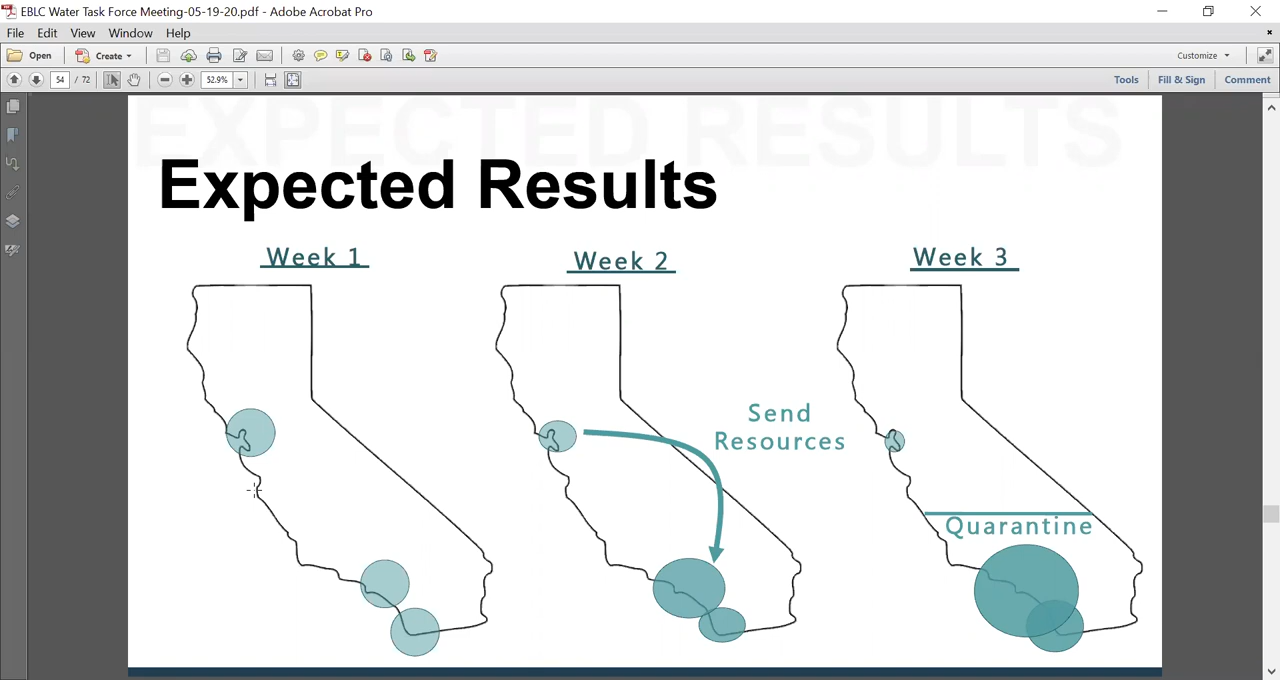 EBLC Water Task Force Meeting-05-19-20.pdf - Adobe Acrobat Pro
File Edit View Window Help
Open Create Customize
54 / 72 52.9% Tools Fill & Sign Comment
EXPECTED RESULTS
Expected Results
Week 1 Week 2 Week 3
Send
Resources
Quarantine